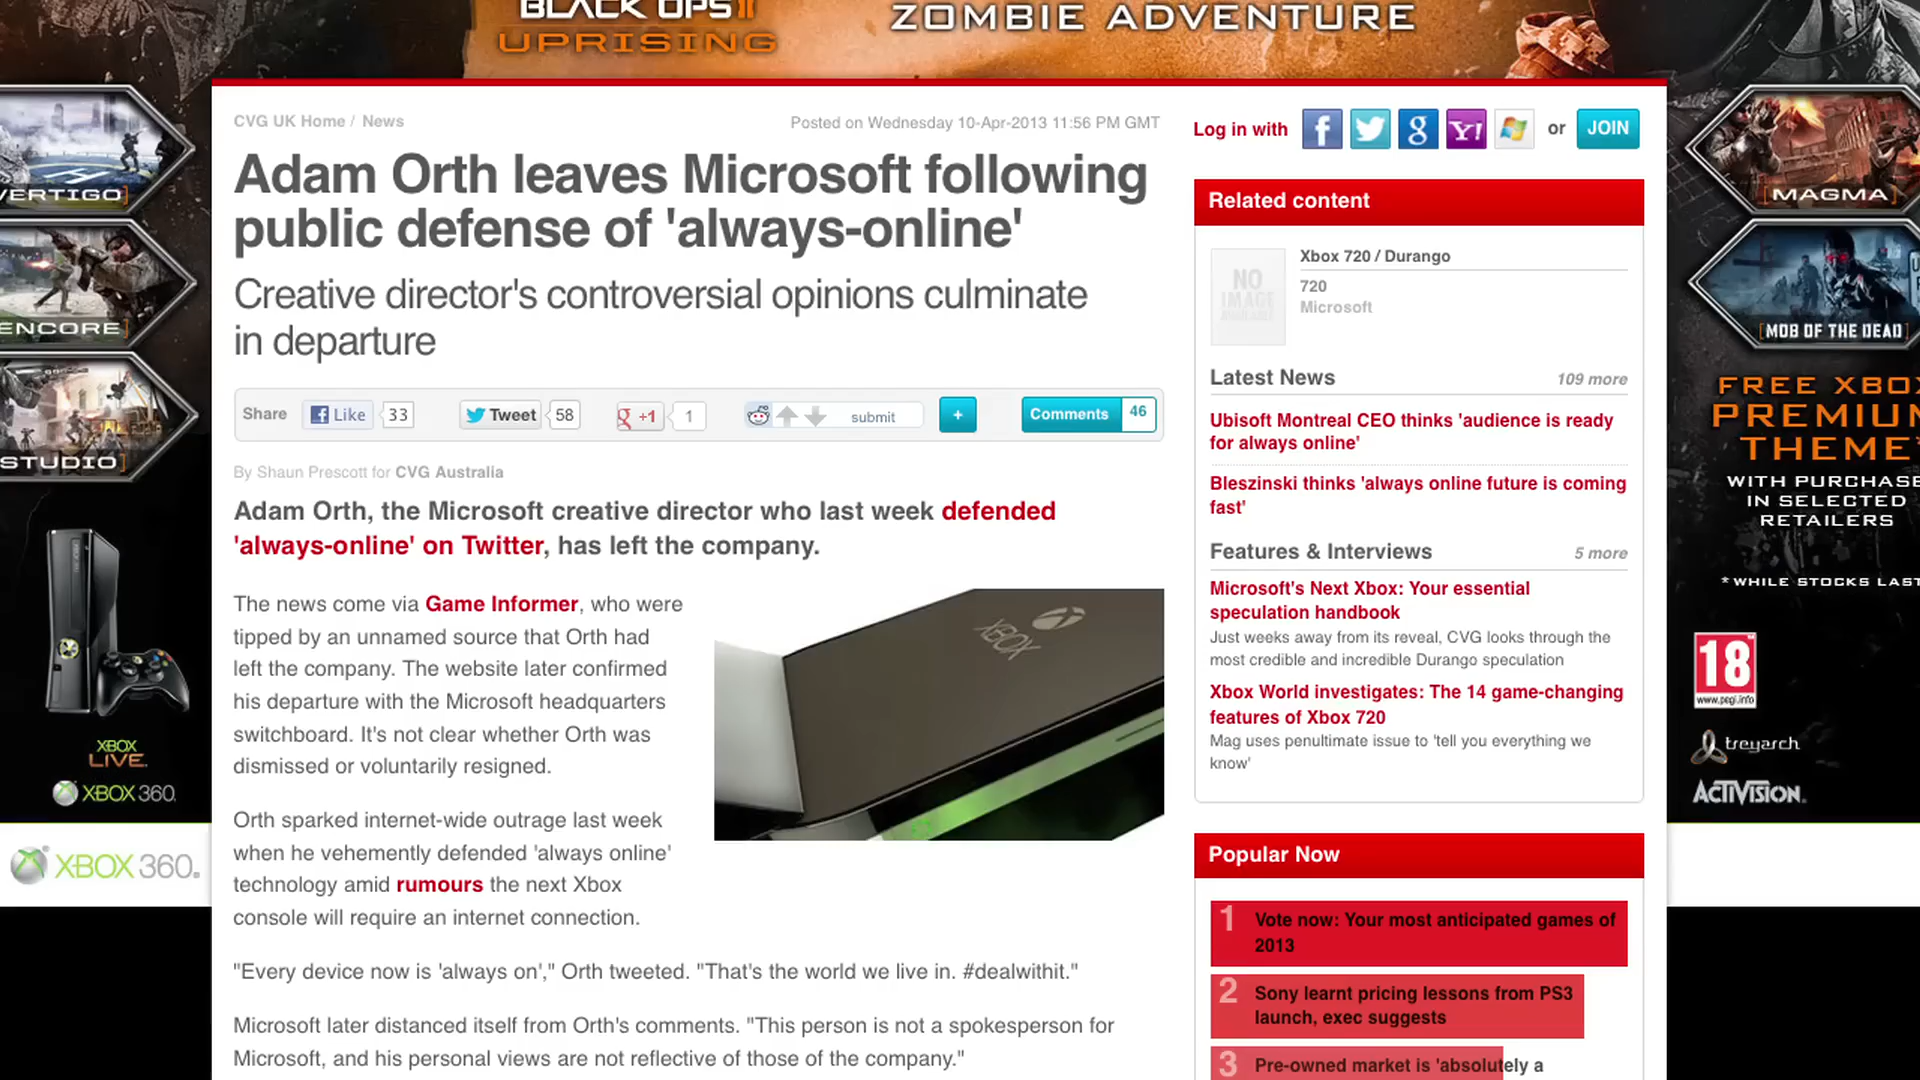 BLACK OPS II
UPRISING
ZOMBIE ADVENTURE
VERTIGO]
ENCORE]
STUDIO]
XBOX
LIVE.
XBOX 360.
XBOX 360.
CVG UK Home / News
Posted on Wednesday 10-Apr-2013 11:56 PM GMT
Adam Orth leaves Microsoft following
public defense of 'always-online'
Creative director's controversial opinions culminate
in departure
Share
Like 33
Tweet 58
g +1 1
submit
+
Comments 46
By Shaun Prescott for CVG Australia
Adam Orth, the Microsoft creative director who last week defended
'always-online' on Twitter, has left the company.
The news come via Game Informer, who were
tipped by an unnamed source that Orth had
left the company. The website later confirmed
his departure with the Microsoft headquarters
switchboard. It's not clear whether Orth was
dismissed or voluntarily resigned.
XBOX
Orth sparked internet-wide outrage last week
when he vehemently defended 'always online'
technology amid rumours the next Xbox
console will require an internet connection.
"Every device now is 'always on'," Orth tweeted. "That's the world we live in. #dealwithit."
Microsoft later distanced itself from Orth's comments. "This person is not a spokesperson for
Microsoft, and his personal views are not reflective of those of the company."
Log in with f g Y! or JOIN
Related content
NO
IMAGE
AVAILABLE
Xbox 720 / Durango
720
Microsoft
Latest News 109 more
Ubisoft Montreal CEO thinks 'audience is ready
for always online'
Bleszinski thinks 'always online future is coming
fast'
Features & Interviews 5 more
Microsoft's Next Xbox: Your essential
speculation handbook
Just weeks away from its reveal, CVG looks through the
most credible and incredible Durango speculation
Xbox World investigates: The 14 game-changing
features of Xbox 720
Mag uses penultimate issue to 'tell you everything we
know'
Popular Now
1 Vote now: Your most anticipated games of
2013
2 Sony learnt pricing lessons from PS3
launch, exec suggests
3 Pre-owned market is 'absolutely a
[MAGMA]
[MOB OF THE DEAD]
FREE XBOX
PREMIUM
THEME*
WITH PURCHASE
IN SELECTED
RETAILERS
*WHILE STOCKS LAST
18
www.pegi.info
treyarch
ACTIVISION.